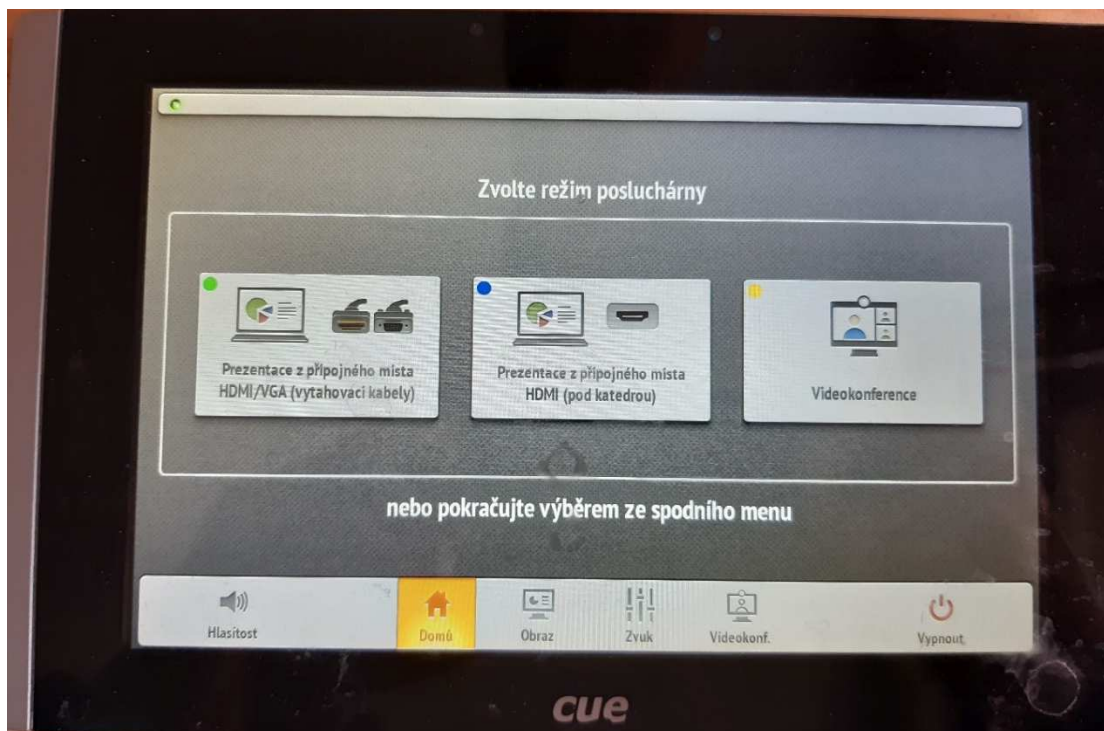 Zvolte režim posluchárny
Prezentace z přípojného místa
HDMI/VGA (vytahovací kabely)
Prezentace z přípojného místa
HDMI (pod katedrou)
Videokonference
nebo pokračujte výběrem ze spodního menu
Hlasitost
Domů
Obraz
Zvuk
Videokonf.
Vypnout
cue